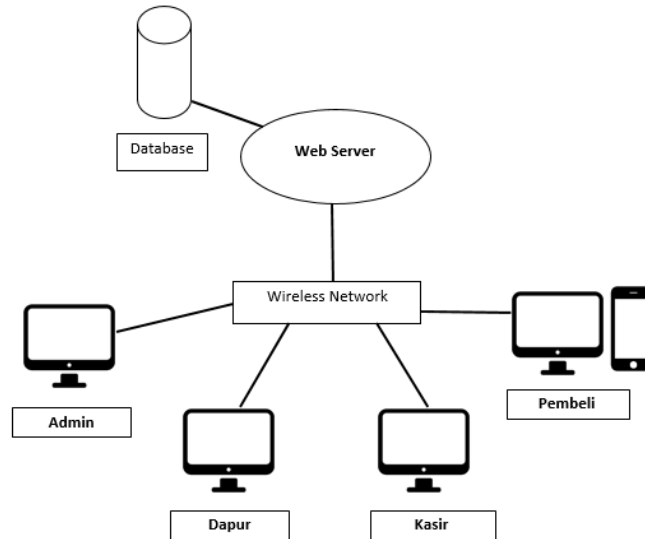 Database
Web Server
Wireless Network
Admin
Pembeli
Dapur
Kasir